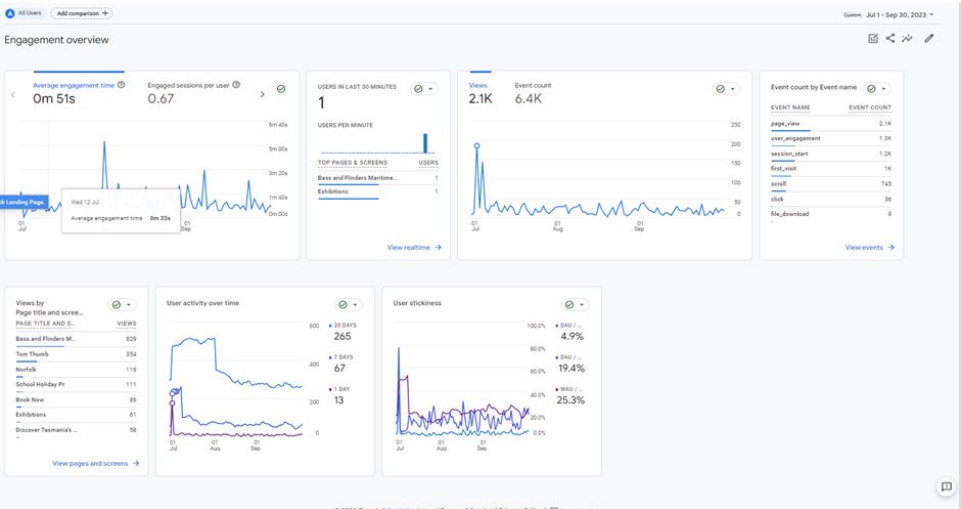 A All Users Add comparison +
Custom Jul 1 - Sep 30, 2023
Engagement overview
Average engagement time
0m 51s
Engaged sessions per user
0.67
6m 40s
5m 00s
3m 20s
1m 40s
0m 00s
01
Jul
01
Sep
k Landing Page.
Wed 12 Jul
Average engagement time 0m 33s
USERS IN LAST 30 MINUTES
1
USERS PER MINUTE
TOP PAGES & SCREENS USERS
Bass and Flinders Maritime... 1
Exhibitions 1
View realtime
Views
2.1K
Event count
6.4K
250
200
150
100
50
0
01
Jul
01
Aug
01
Sep
Event count by Event name
EVENT NAME EVENT COUNT
page_view 2.1K
user_engagement 1.3K
session_start 1.2K
first_visit 1K
scroll 743
click 36
file_download 9
View events
Views by
Page title and scree...
PAGE TITLE AND S... VIEWS
Bass and Flinders M... 829
Tom Thumb 354
Norfolk 116
School Holiday Pr 111
Book Now 86
Exhibitions 61
Discover Tasmania's ... 58
View pages and screens
User activity over time
600
400
200
0
01
Jul
01
Aug
01
Sep
30 DAYS
265
7 DAYS
67
1 DAY
13
User stickiness
100.0%
80.0%
60.0%
40.0%
20.0%
0.0%
01
Jul
01
Aug
01
Sep
DAU / ...
4.9%
DAU / ...
19.4%
WAU / ...
25.3%